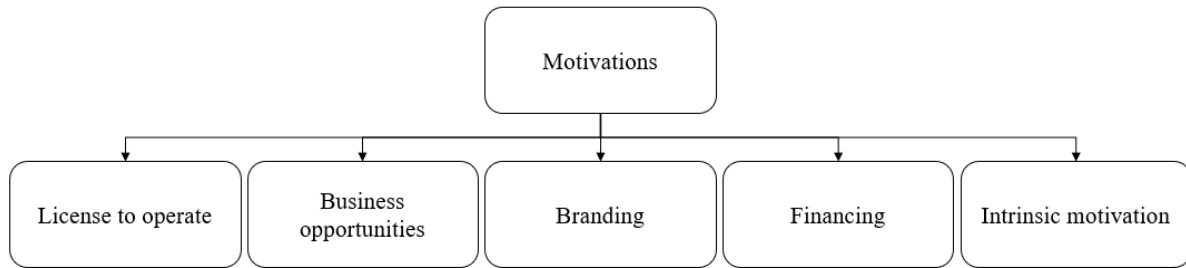 Motivations
License to operate
Business
opportunities
Branding
Financing
Intrinsic motivation